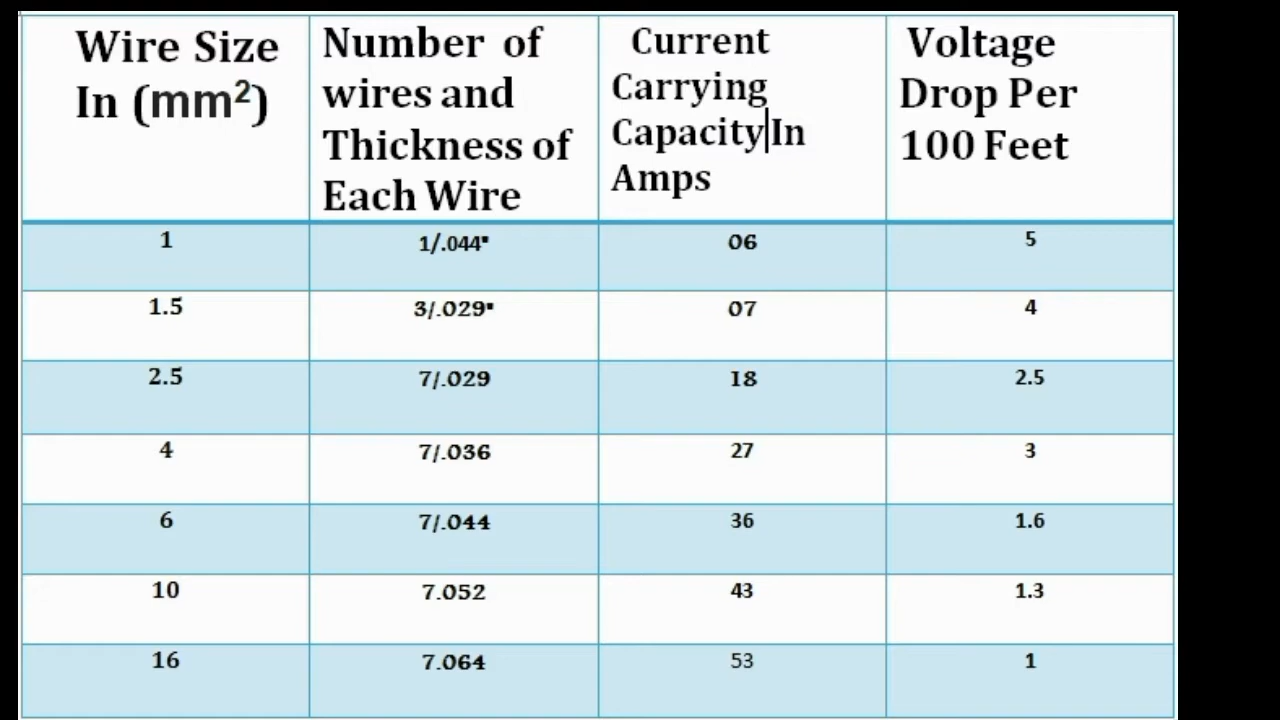 Wire Size
In (mm²)
Number of
wires and
Thickness of
Each Wire
Current
Carrying
Capacity In
Amps
Voltage
Drop Per
100 Feet
1 1/.044" 06 5
1.5 3/.029" 07 4
2.5 7/.029 18 2.5
4 7/.036 27 3
6 7/.044 36 1.6
10 7.052 43 1.3
16 7.064 53 1